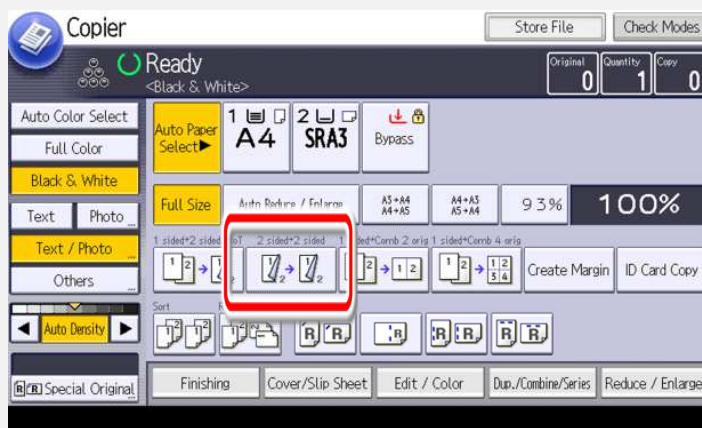 Copier
Store File
Check Modes
Ready
<Black & White>
Original
0
Quantity
1
Copy
0
Auto Color Select
Full Color
Black & White
Text
Photo
Text / Photo
Others
Auto Density
Special Original
Auto Paper
Select▶
1
A4
2
SRA3
Bypass
Full Size
Auto Reduce / Enlarge
A3→A4
A4→A5
A4→A3
A5→A4
93%
100%
1 sided→2 sided
2 sided→2 sided
Comb 2 orig
1 sided→Comb 4 orig
Create Margin
ID Card Copy
Sort
Finishing
Cover/Slip Sheet
Edit / Color
Dup./Combine/Series
Reduce / Enlarge